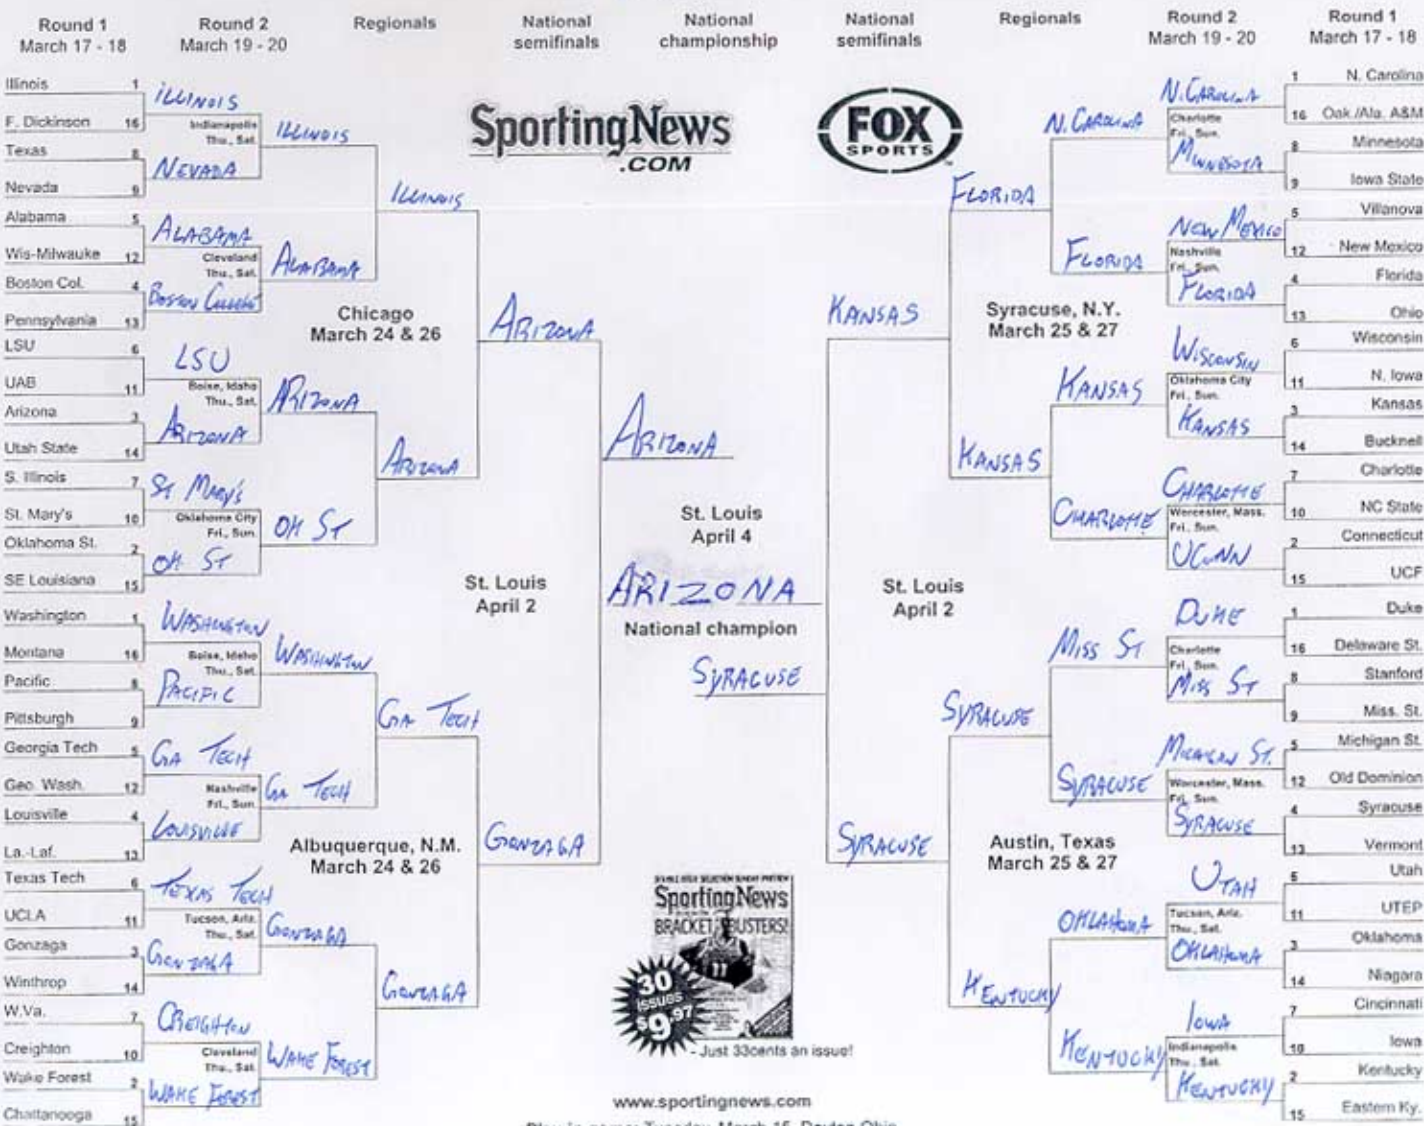 Round 1
March 17 - 18
Round 2
March 19 - 20
Regionals
National
semifinals
National
championship
National
semifinals
Regionals
Round 2
March 19 - 20
Round 1
March 17 - 18
SportingNews
.COM
FOX
SPORTS
Illinois 1
F. Dickinson 16
Texas 8
Nevada 9
Alabama 5
Wis-Milwauke 12
Boston Col. 4
Pennsylvania 13
LSU 6
UAB 11
Arizona 3
Utah State 14
S. Illinois 7
St. Mary's 10
Oklahoma St. 2
SE Louisiana 15
Washington 1
Montana 16
Pacific 8
Pittsburgh 9
Georgia Tech 5
Geo. Wash. 12
Louisville 4
La.-Laf. 13
Texas Tech 6
UCLA 11
Gonzaga 3
Winthrop 14
W.Va. 7
Creighton 10
Wake Forest 2
Chattanooga 15
ILLINOIS
Indianapolis
Thu., Sat.
NEVADA
ALABAMA
Cleveland
Thu., Sat.
BOSTON COLLEGE
LSU
Boise, Idaho
Thu., Sat.
ARIZONA
ST MARY'S
Oklahoma City
Fri., Sun.
OK ST
WASHINGTON
Boise, Idaho
Thu., Sat.
PACIFIC
GA TECH
Nashville
Fri., Sun.
LOUISVILLE
TEXAS TECH
Tucson, Ariz.
Thu., Sat.
GONZAGA
CREIGHTON
Cleveland
Thu., Sat.
WAKE FOREST
ILLINOIS
ALABAMA
ARIZONA
OK ST
WASHINGTON
GA TECH
GONZAGA
WAKE FOREST
ILLINOIS
Chicago
March 24 & 26
ARIZONA
GA TECH
Albuquerque, N.M.
March 24 & 26
GONZAGA
ARIZONA
St. Louis
April 2
GONZAGA
ARIZONA
St. Louis
April 4
ARIZONA
National champion
SYRACUSE
SportingNews
BRACKET BUSTERS!
30
issues
$9.97
- Just 33cents an issue!
www.sportingnews.com
Play-in game: Tuesday, March 15, Dayton Ohio
KANSAS
St. Louis
April 2
SYRACUSE
FLORIDA
Syracuse, N.Y.
March 25 & 27
KANSAS
SYRACUSE
Austin, Texas
March 25 & 27
KENTUCKY
N. CAROLINA
FLORIDA
KANSAS
CHARLOTTE
MISS ST
SYRACUSE
OKLAHOMA
KENTUCKY
N. CAROLINA
Charlotte
Fri., Sun.
MINNESOTA
NEW MEXICO
Nashville
Fri., Sun.
FLORIDA
WISCONSIN
Oklahoma City
Fri., Sun.
KANSAS
CHARLOTTE
Worcester, Mass.
Fri., Sun.
UCONN
DUKE
Charlotte
Fri., Sun.
MISS ST
MICHIGAN ST.
Worcester, Mass.
Fri., Sun.
SYRACUSE
UTAH
Tucson, Ariz.
Thu., Sat.
OKLAHOMA
IOWA
Indianapolis
Thu., Sat.
KENTUCKY
1 N. Carolina
16 Oak./Ala. A&M
8 Minnesota
9 Iowa State
5 Villanova
12 New Mexico
4 Florida
13 Ohio
6 Wisconsin
11 N. Iowa
3 Kansas
14 Bucknell
7 Charlotte
10 NC State
2 Connecticut
15 UCF
1 Duke
16 Delaware St.
8 Stanford
9 Miss. St.
5 Michigan St.
12 Old Dominion
4 Syracuse
13 Vermont
6 Utah
11 UTEP
3 Oklahoma
14 Niagara
7 Cincinnati
10 Iowa
2 Kentucky
15 Eastern Ky.